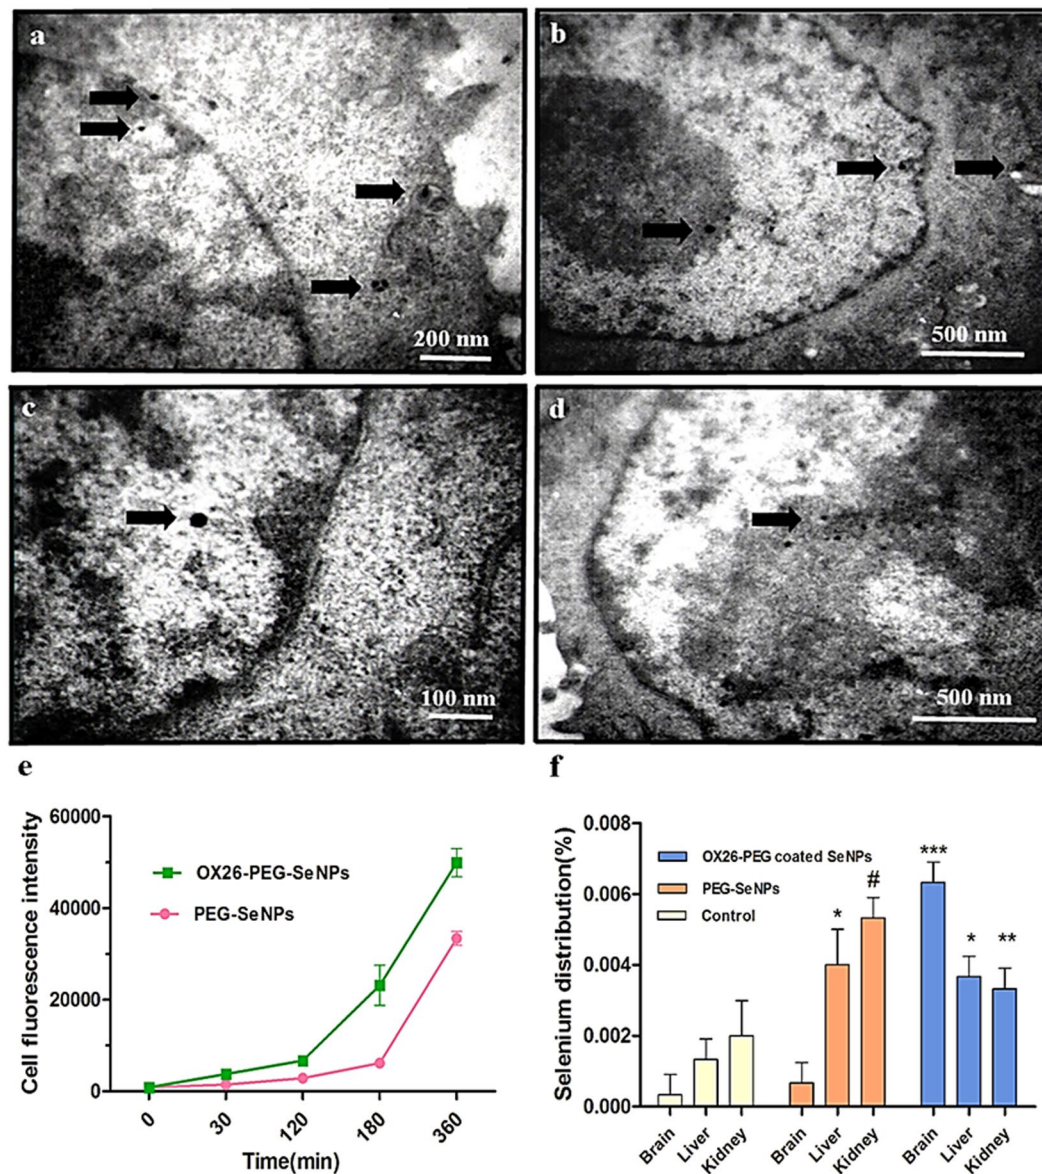 a
b
200 nm
500 nm
c
d
100 nm
500 nm
e
f
Cell fluorescence intensity
60000
40000
20000
0
OX26-PEG-SeNPs
PEG-SeNPs
0
30
120
180
360
Time(min)
Selenium distribution(%)
0.008
0.006
0.004
0.002
0.000
OX26-PEG coated SeNPs
PEG-SeNPs
Control
*
#
***
*
**
Brain
Liver
Kidney
Brain
Liver
Kidney
Brain
Liver
Kidney